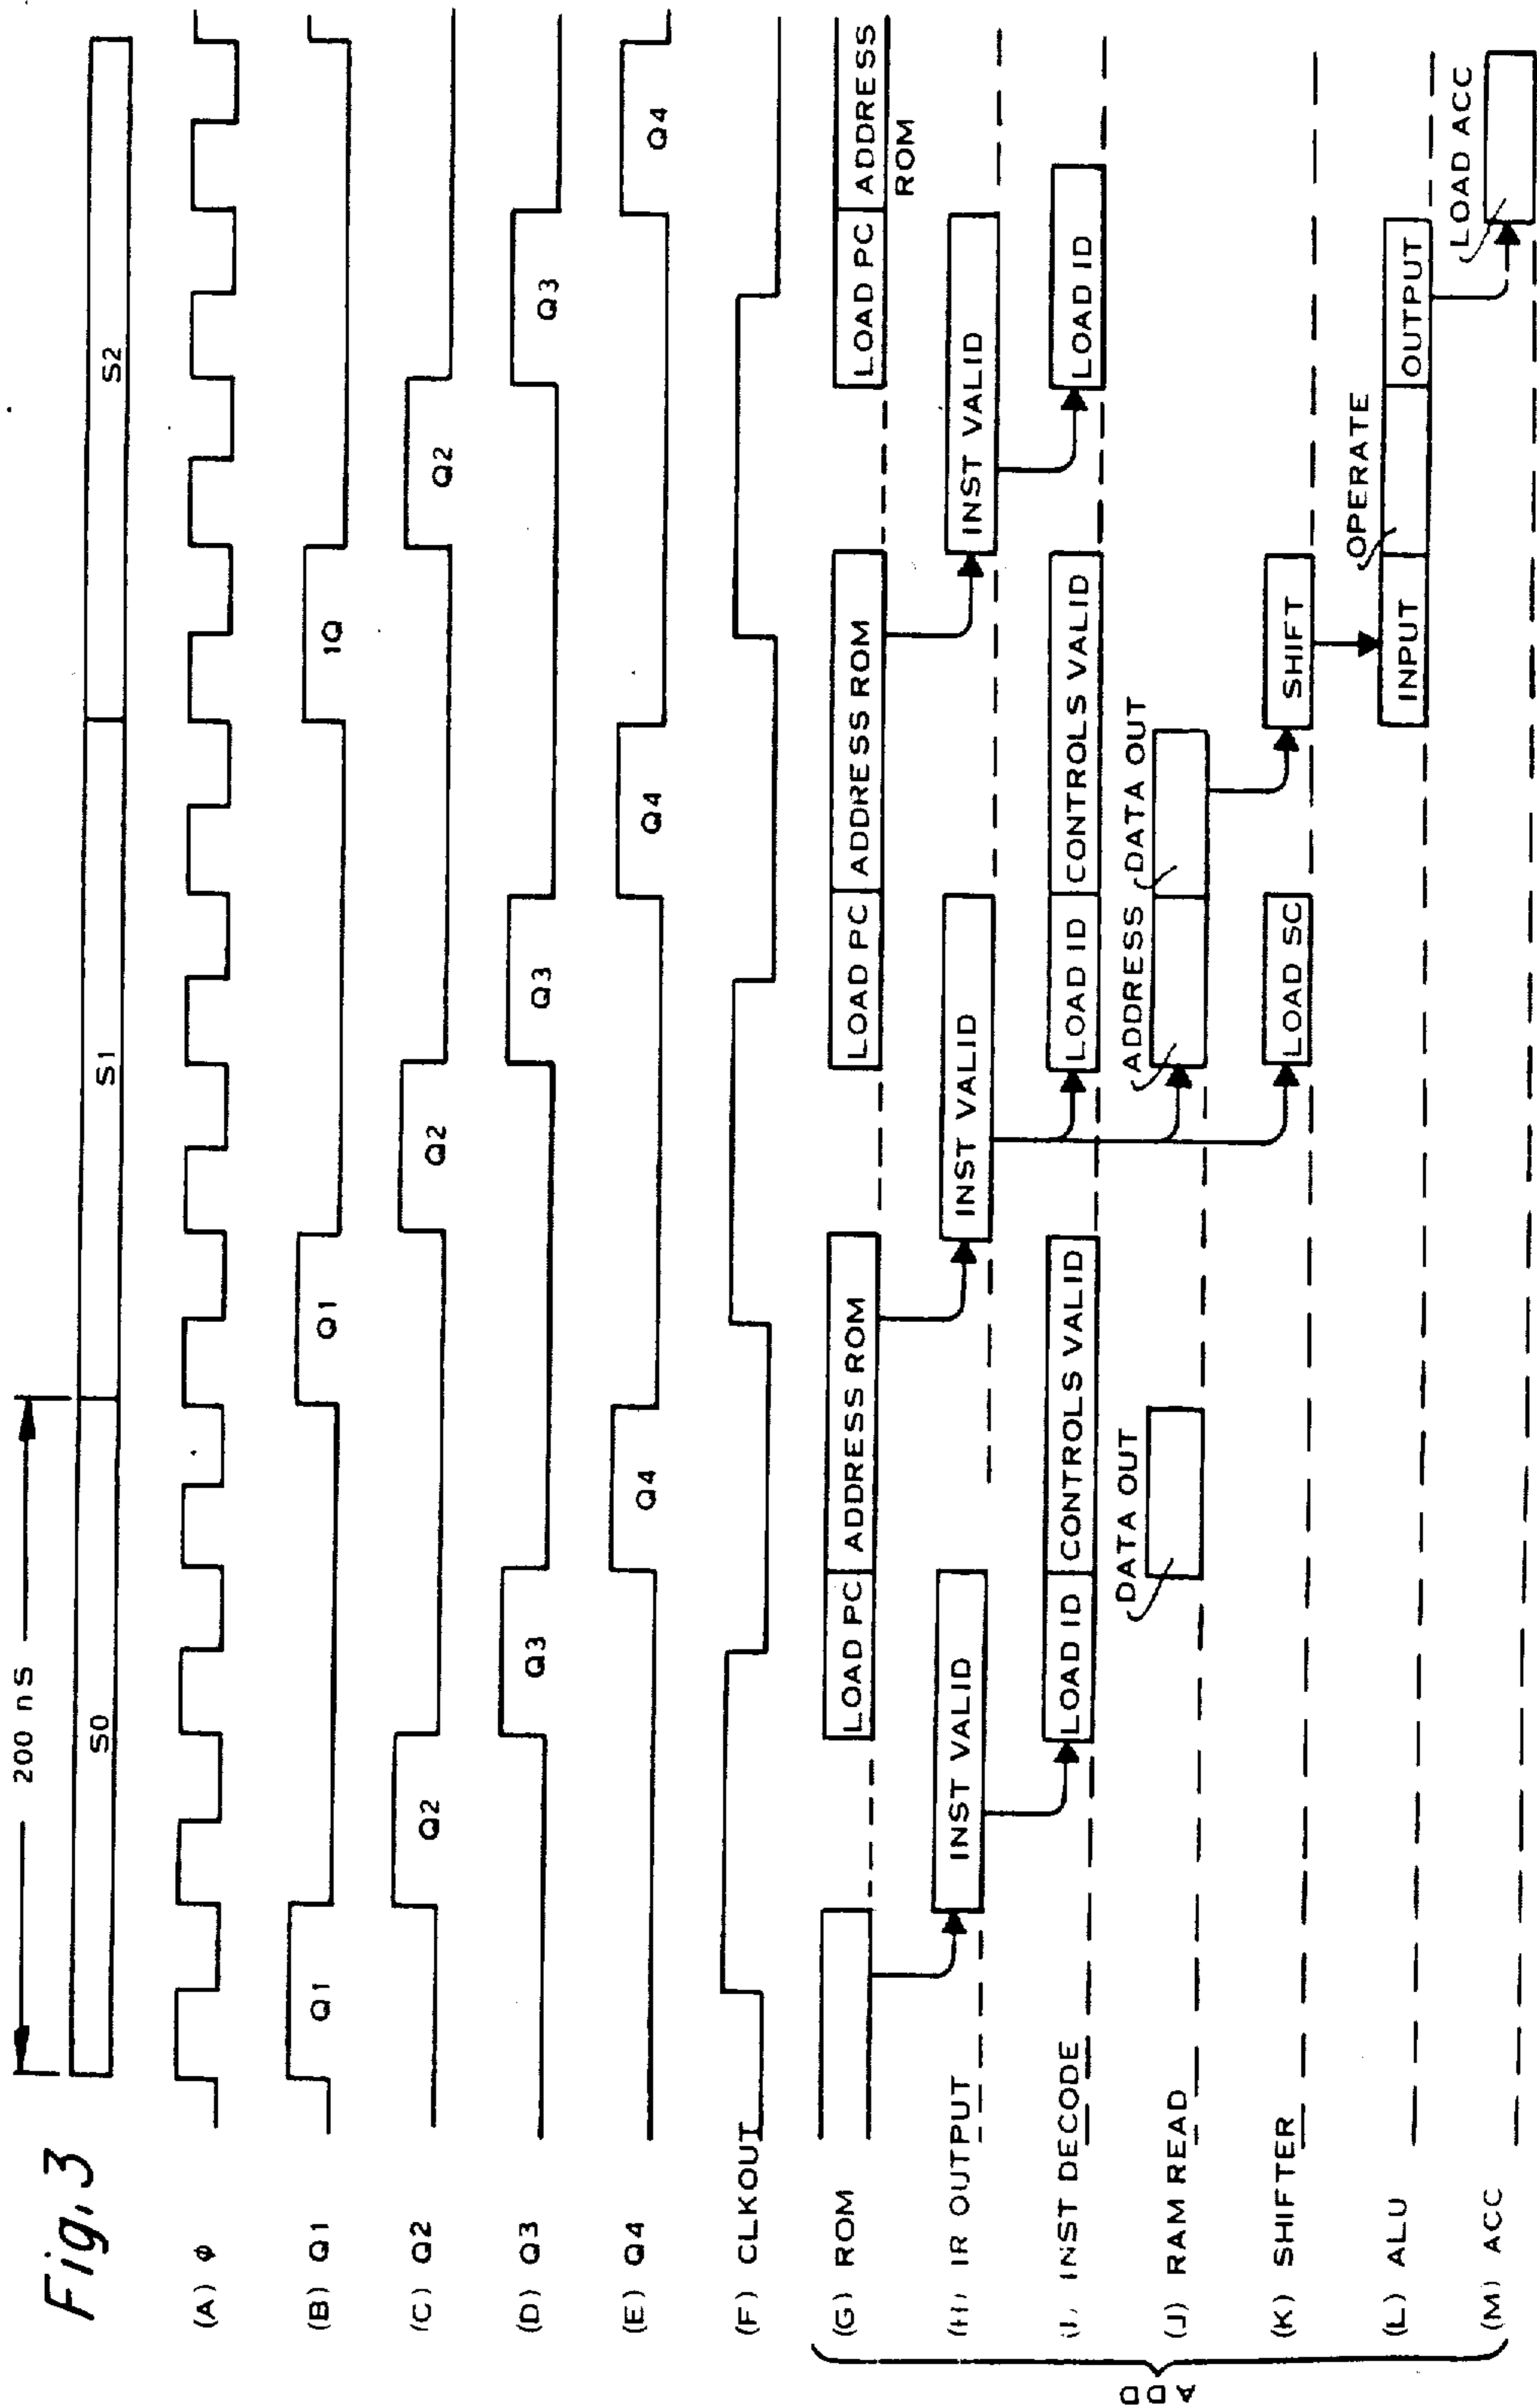 Fig. 3
200 nS
S0 S1 S2
(A) φ
(B) Q1 Q1 Q1 1Q
(C) Q2 Q2 Q2 Q2
(D) Q3 Q3 Q3 Q3
(E) Q4 Q4 Q4 Q4
(F) CLKOUT
ADD
(G) ROM LOAD PC ADDRESS ROM LOAD PC ADDRESS ROM LOAD PC ADDRESS
ROM
(H) IR OUTPUT INST VALID INST VALID INST VALID
(I) INST DECODE LOAD ID CONTROLS VALID LOAD ID CONTROLS VALID LOAD ID
DATA OUT ADDRESS DATA OUT
(J) RAM READ
(K) SHIFTER LOAD SC SHIFT
OPERATE
(L) ALU INPUT OUTPUT
LOAD ACC
(M) ACC